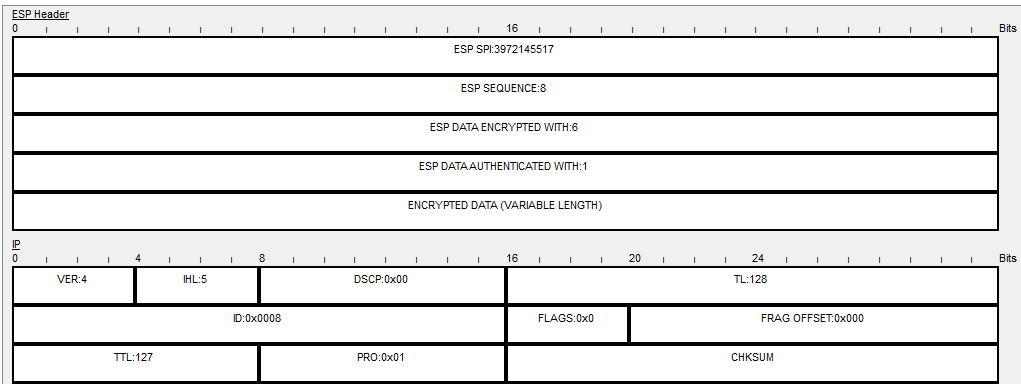 ESP Header
0 16 Bits
ESP SPI:3972145517
ESP SEQUENCE:8
ESP DATA ENCRYPTED WITH:6
ESP DATA AUTHENTICATED WITH:1
ENCRYPTED DATA (VARIABLE LENGTH)
IP
0 4 8 16 20 24 Bits
VER:4 IHL:5 DSCP:0x00 TL:128
ID:0x0008 FLAGS:0x0 FRAG OFFSET:0x000
TTL:127 PRO:0x01 CHKSUM